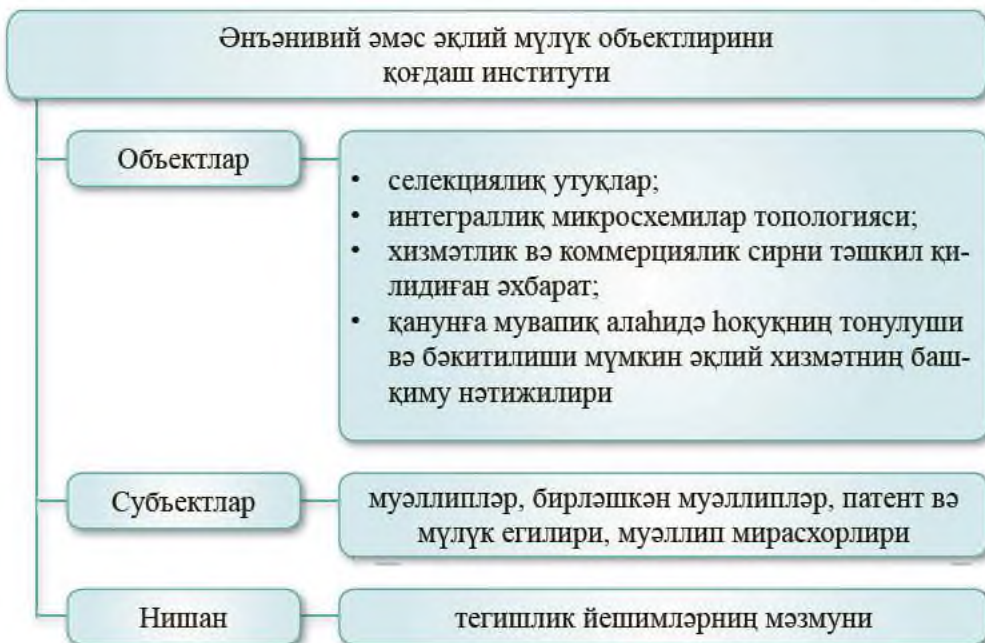 Әнъәнивий әмәс әқлий мүлүк объектлирини
қоғдаш институти
Объектлар
• селекциялиқ утуқлар;
• интеграллиқ микросхемилар топологияси;
• хизмәтлик вә коммерциялик сирни тәшкил қи-
лидиған әхбарат;
• қанунға мувапиқ алаһидә һоқуқниң тонулуши
вә бәкитилиши мүмкин әқлий хизмәтниң баш-
қиму нәтижилири
Субъектлар
муәллипләр, бирләшкән муәллипләр, патент вә
мүлүк егилири, муәллип мирасхорлири
Нишан
тегишлик йешимләрниң мәзмуни